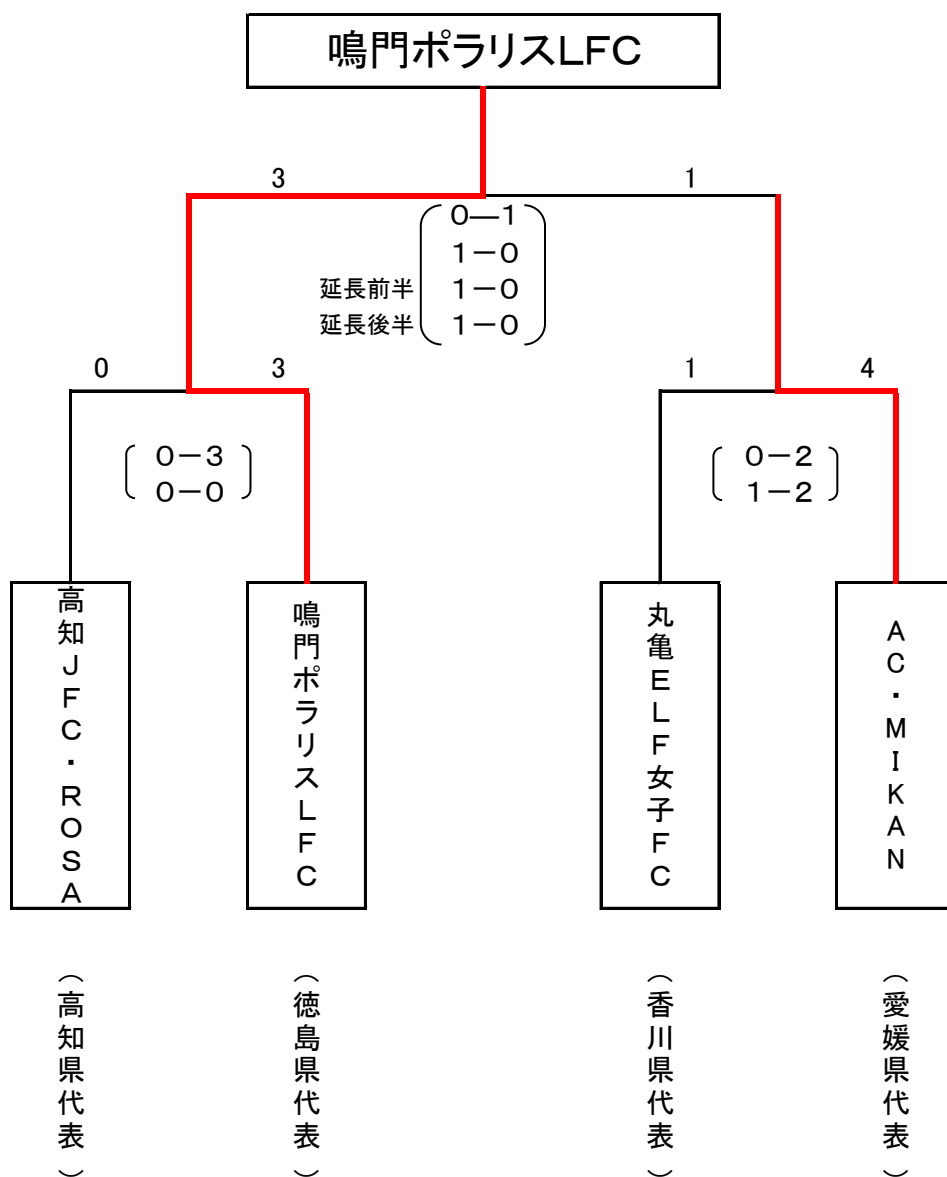 鳴門ポラリスLFC
3 1
0―1
1－0
延長前半 1－0
延長後半 1－0
0 3 1 4
0－3 0－2
0－0 1－2
高知JFC・ROSA
鳴門ポラリスLFC
丸亀ELF女子FC
AC・MIKAN
（高知県代表）
（徳島県代表）
（香川県代表）
（愛媛県代表）